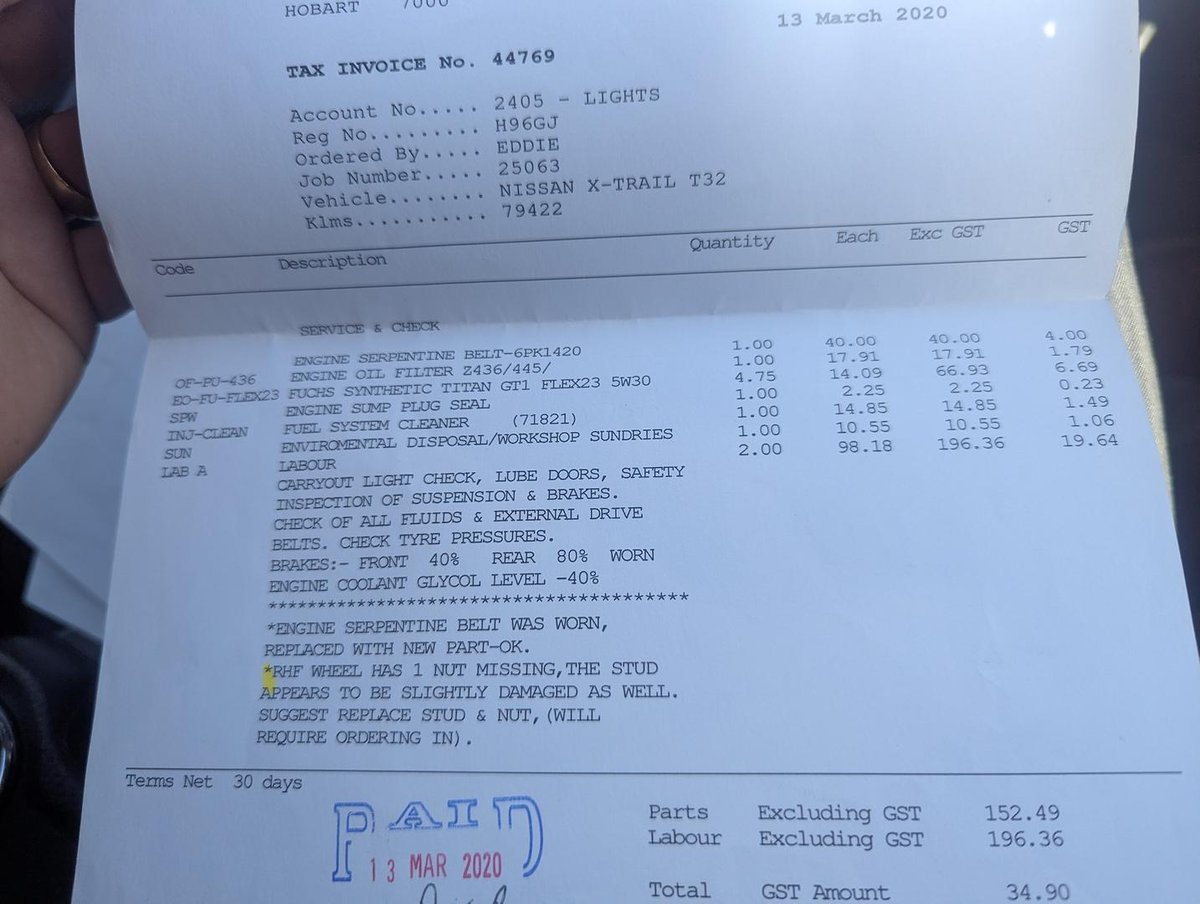 HOBART 7000
13 March 2020
TAX INVOICE No. 44769
Account No..... 2405 - LIGHTS
Reg No......... H96GJ
Ordered By..... EDDIE
Job Number..... 25063
Vehicle........ NISSAN X-TRAIL T32
Klms........... 79422
Code Description Quantity Each Exc GST GST
SERVICE & CHECK
ENGINE SERPENTINE BELT-6PK1420 1.00 40.00 40.00 4.00
OF-PU-436 ENGINE OIL FILTER Z436/445/ 1.00 17.91 17.91 1.79
EO-FU-FLEX23 FUCHS SYNTHETIC TITAN GT1 FLEX23 5W30 4.75 14.09 66.93 6.69
SPW ENGINE SUMP PLUG SEAL 1.00 2.25 2.25 0.23
INJ-CLEAN FUEL SYSTEM CLEANER (71821) 1.00 14.85 14.85 1.49
SUN ENVIROMENTAL DISPOSAL/WORKSHOP SUNDRIES 1.00 10.55 10.55 1.06
LAB A LABOUR 2.00 98.18 196.36 19.64
CARRYOUT LIGHT CHECK, LUBE DOORS, SAFETY
INSPECTION OF SUSPENSION & BRAKES.
CHECK OF ALL FLUIDS & EXTERNAL DRIVE
BELTS. CHECK TYRE PRESSURES.
BRAKES:- FRONT 40% REAR 80% WORN
ENGINE COOLANT GLYCOL LEVEL -40%
****************************************
*ENGINE SERPENTINE BELT WAS WORN,
REPLACED WITH NEW PART-OK.
*RHF WHEEL HAS 1 NUT MISSING,THE STUD
APPEARS TO BE SLIGHTLY DAMAGED AS WELL.
SUGGEST REPLACE STUD & NUT,(WILL
REQUIRE ORDERING IN).
Terms Net 30 days
PAID
13 MAR 2020
Parts Excluding GST 152.49
Labour Excluding GST 196.36
Total GST Amount 34.90